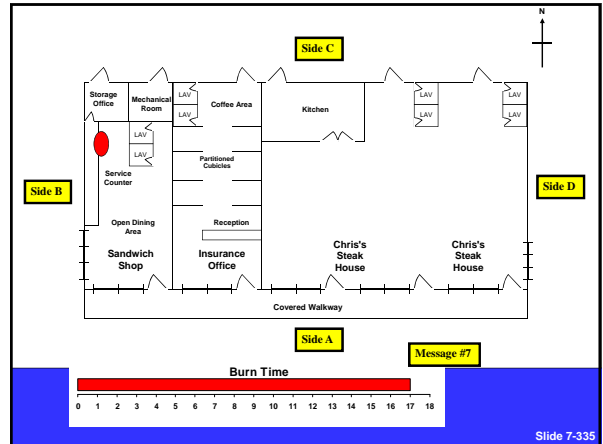 N
Side C
Storage
Office
Mechanical
Room
LAV
LAV
Coffee Area
Kitchen
LAV
LAV
LAV
LAV
LAV
LAV
Partitioned
Cubicles
Service
Counter
Side B
Side D
Open Dining
Area
Reception
Sandwich
Shop
Insurance
Office
Chris's
Steak
House
Chris's
Steak
House
Covered Walkway
Side A
Message #7
Burn Time
0 1 2 3 4 5 6 7 8 9 10 11 12 13 14 15 16 17 18
Slide 7-335